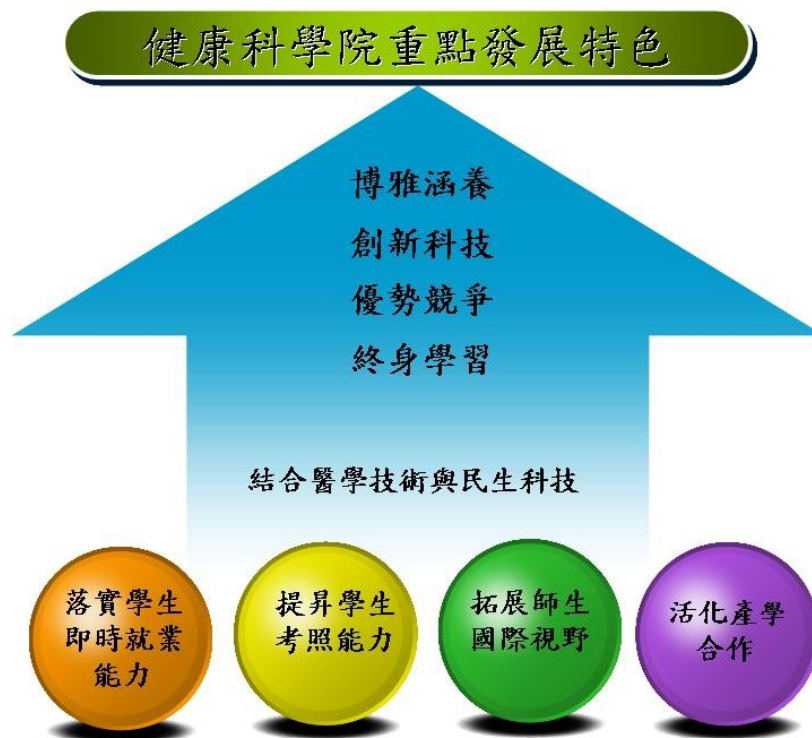 健康科學院重點發展特色
博雅涵養
創新科技
優勢競爭
終身學習
結合醫學技術與民生科技
落實學生
即時就業
能力
提昇學生
考照能力
拓展師生
國際視野
活化產學
合作